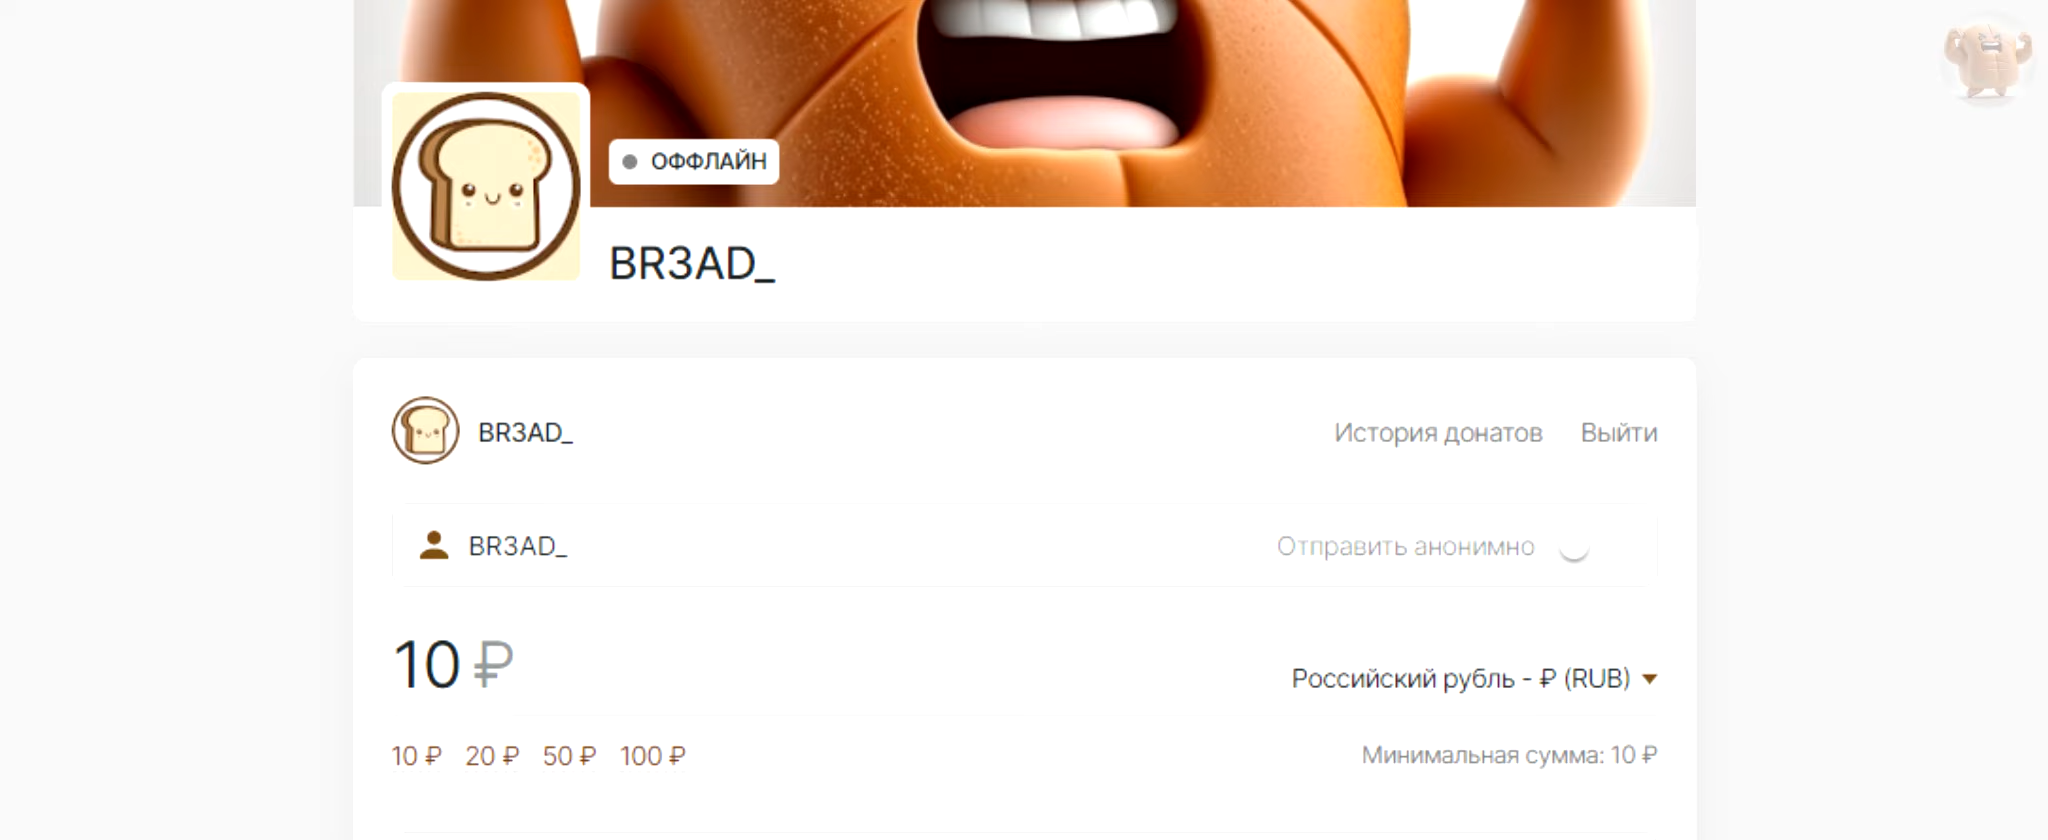 ОФФЛАЙН
BR3AD_
BR3AD_ История донатов Выйти
BR3AD_ Отправить анонимно
10 ₽ Российский рубль - ₽ (RUB)
10 ₽ 20 ₽ 50 ₽ 100 ₽ Минимальная сумма: 10 ₽